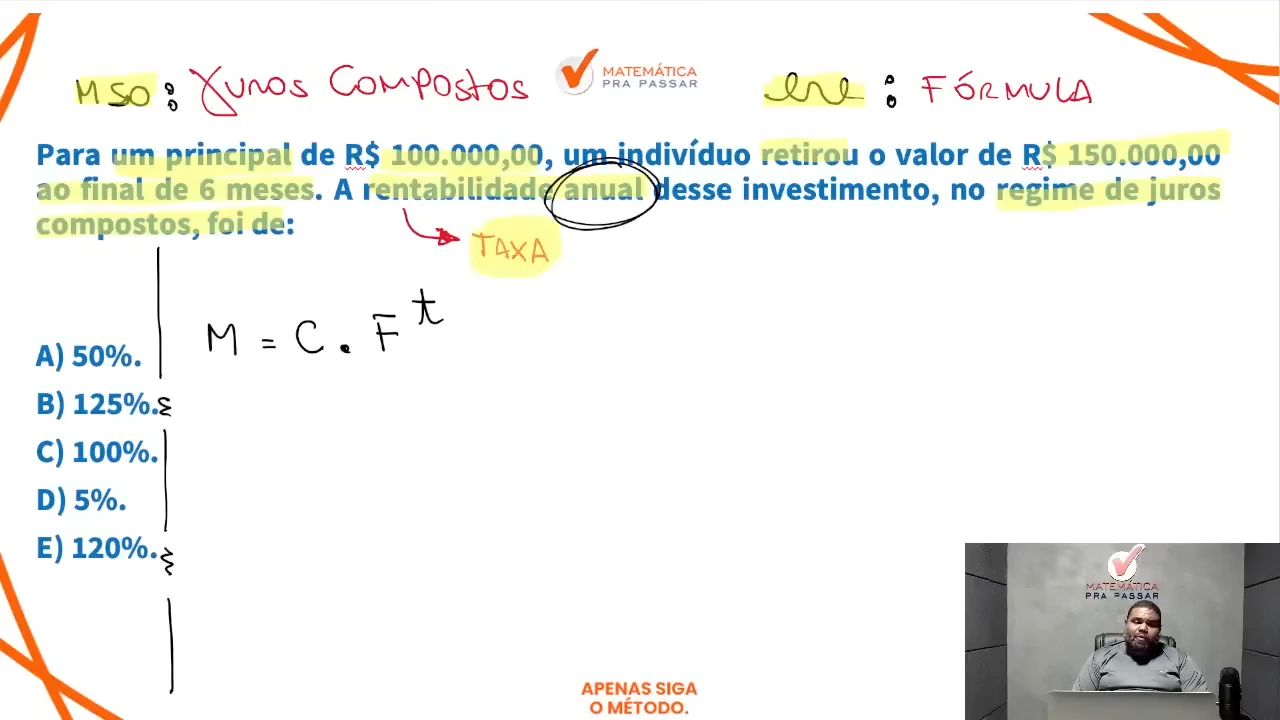 MSO: Juros Compostos
MATEMÁTICA
PRA PASSAR
: FÓRMULA
Para um principal de R$ 100.000,00, um indivíduo retirou o valor de R$ 150.000,00
ao final de 6 meses. A rentabilidade anual desse investimento, no regime de juros
compostos, foi de:
TAXA
M = C . F^t
A) 50%.
B) 125%.
C) 100%.
D) 5%.
E) 120%.
MATEMÁTICA
PRA PASSAR
APENAS SIGA
O MÉTODO.